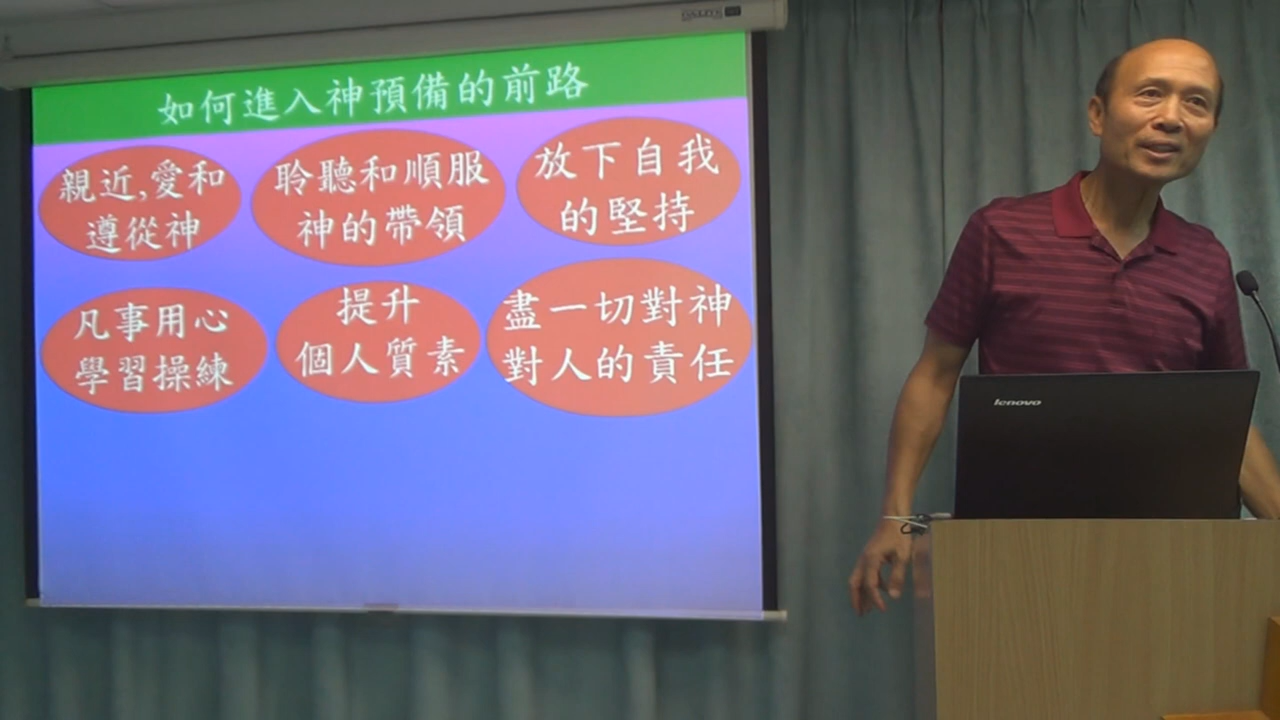 如何進入神預備的前路
親近,愛和
遵從神
聆聽和順服
神的帶領
放下自我
的堅持
凡事用心
學習操練
提升
個人質素
盡一切對神
對人的責任
lenovo